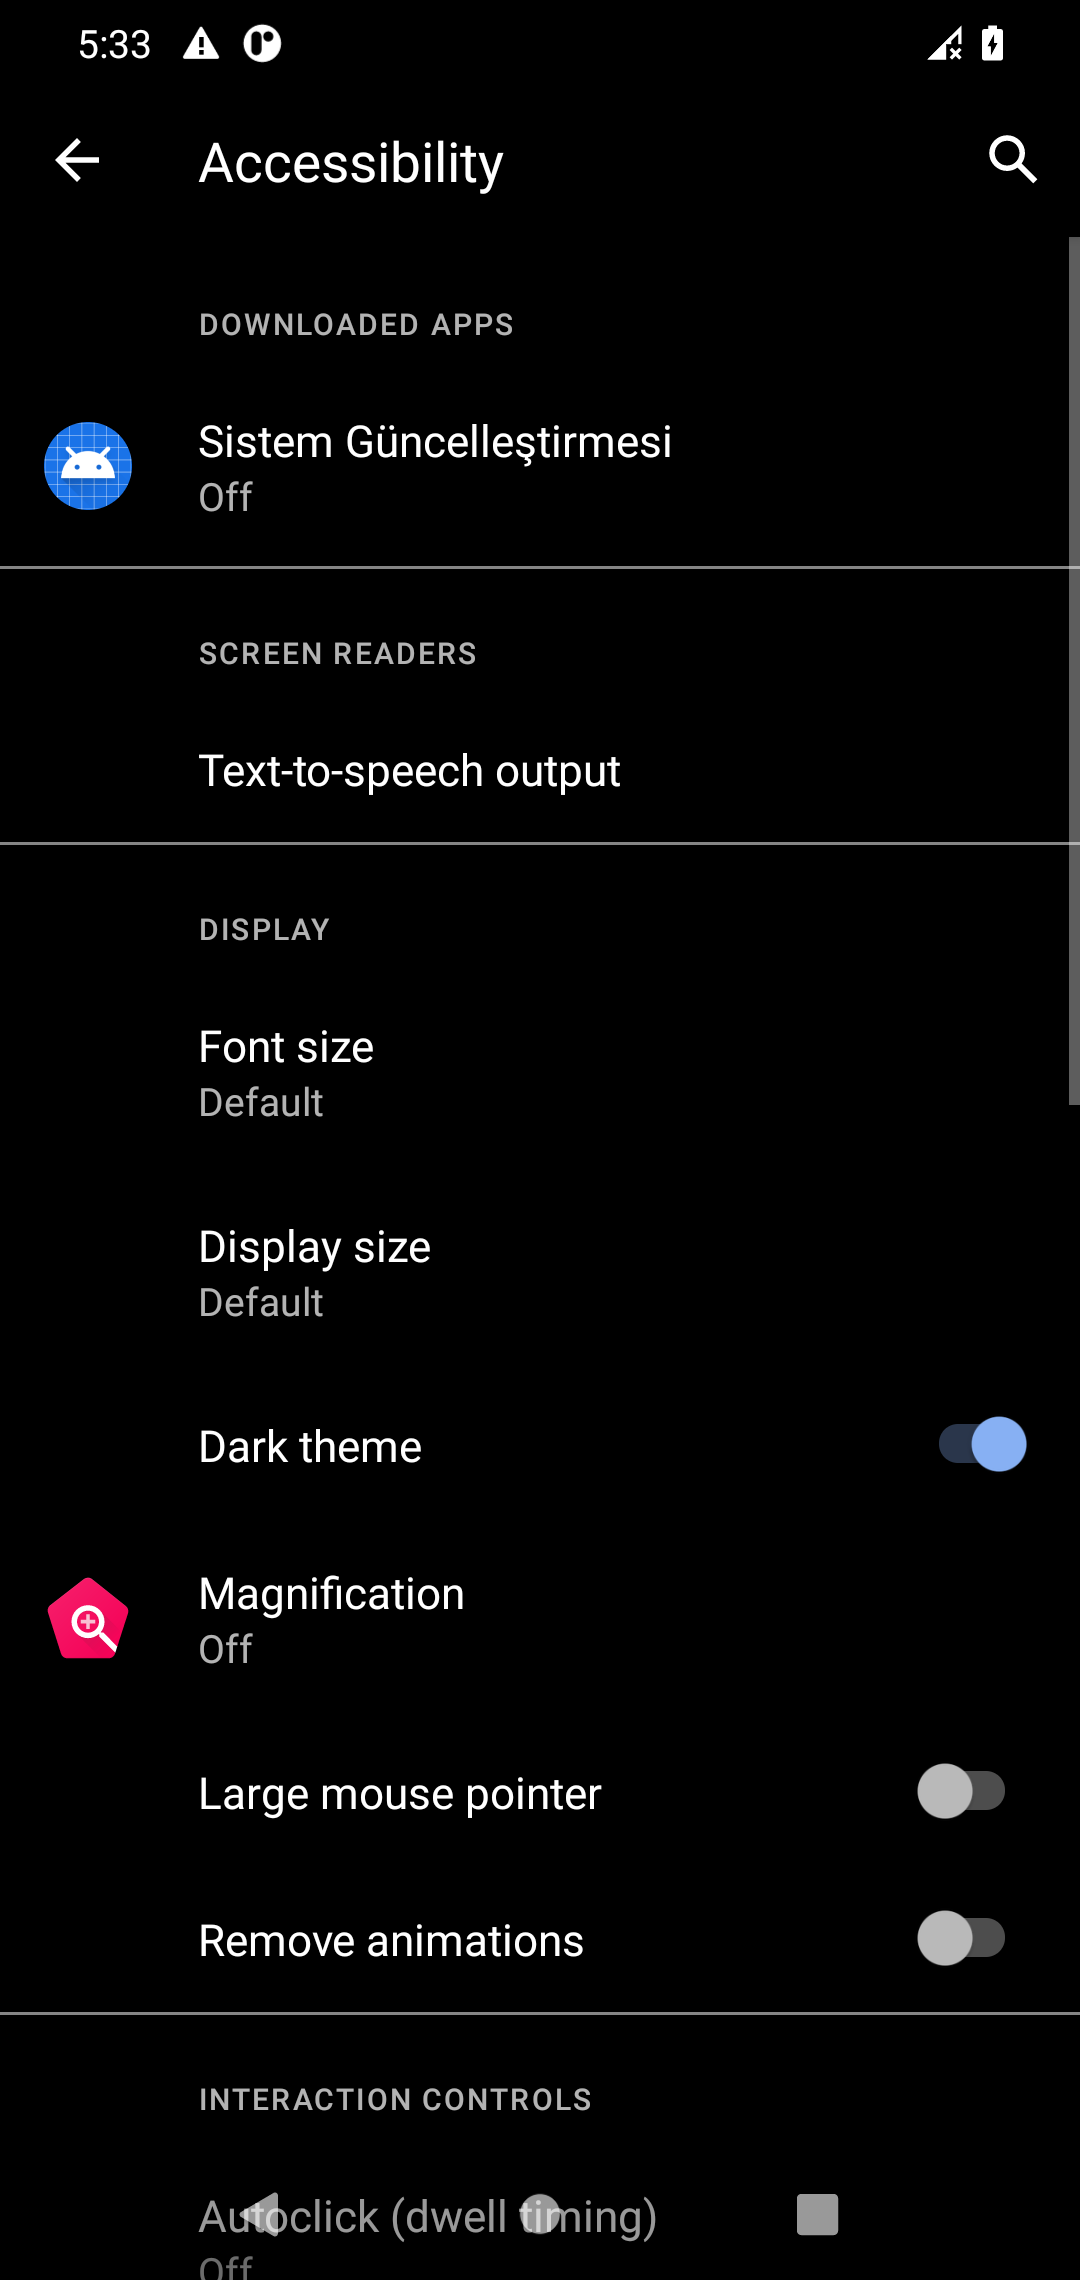 5:33
Accessibility
DOWNLOADED APPS
Sistem Güncelleştirmesi
Off
SCREEN READERS
Text-to-speech output
DISPLAY
Font size
Default
Display size
Default
Dark theme
Magnification
Off
Large mouse pointer
Remove animations
INTERACTION CONTROLS
Autoclick (dwell timing)
Off